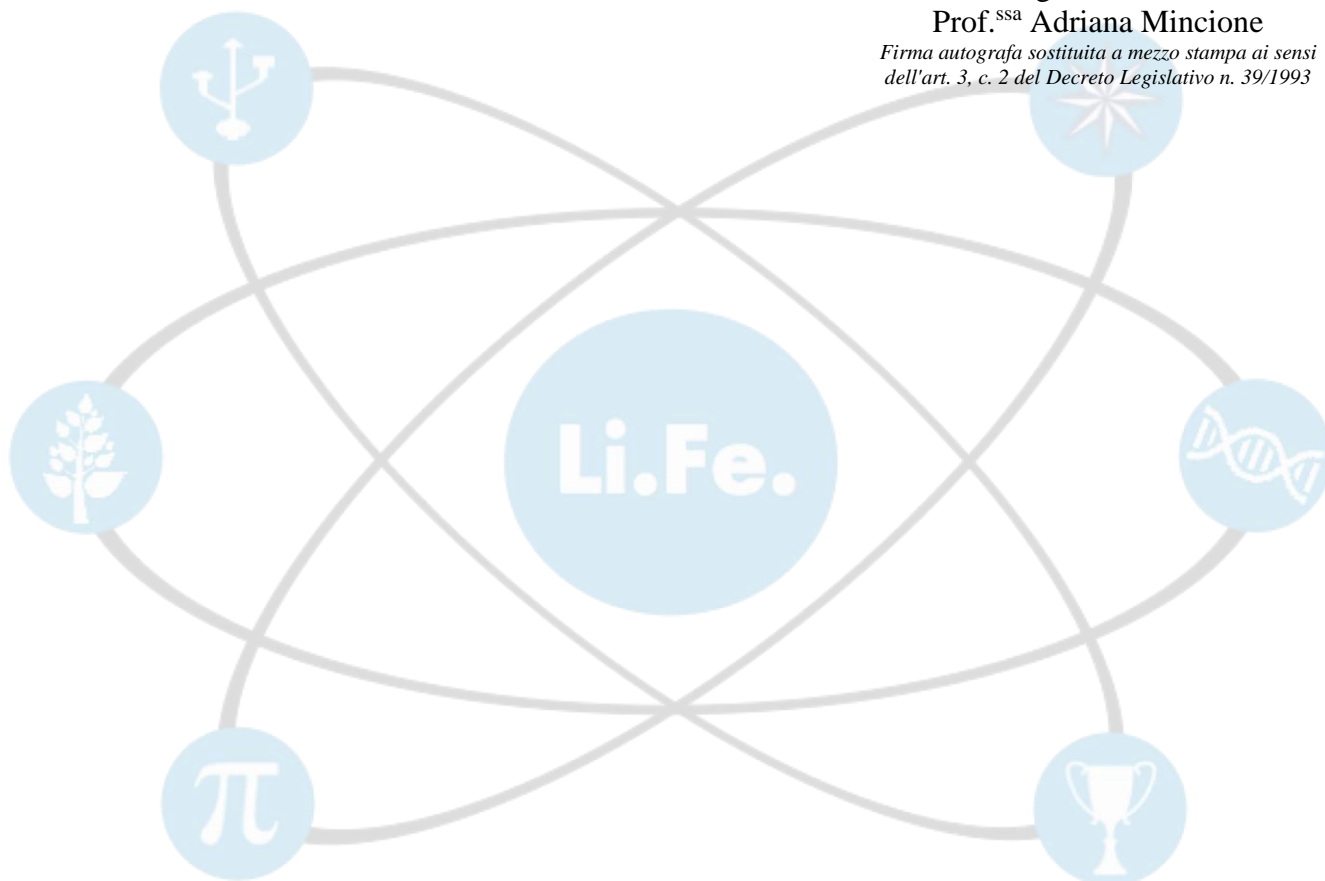 Prof.ssa Adriana Mincione
Firma autografa sostituita a mezzo stampa ai sensi
dell'art. 3, c. 2 del Decreto Legislativo n. 39/1993
Li.Fe.
π